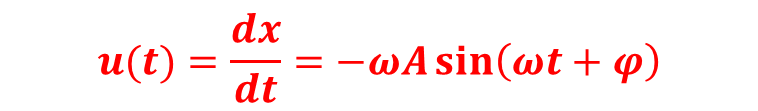 u(t) = dx/dt = −ωA sin(ωt + φ)